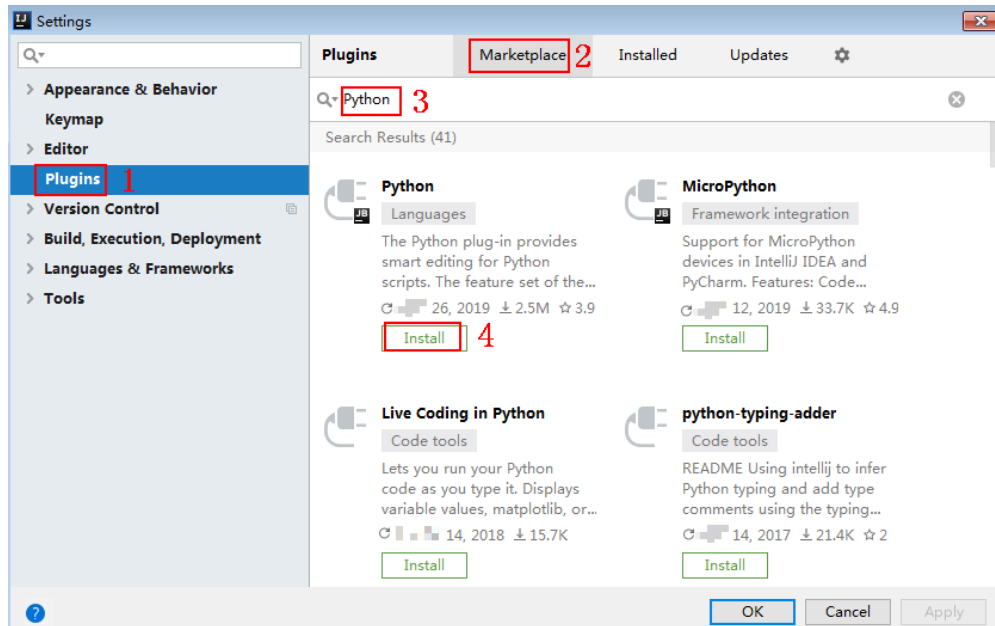 IJ Settings
Appearance & Behavior
Keymap
Editor
Plugins 1
Version Control
Build, Execution, Deployment
Languages & Frameworks
Tools
Plugins Marketplace 2 Installed Updates
Python 3
Search Results (41)
Python
JB
Languages
The Python plug-in provides
smart editing for Python
scripts. The feature set of the...
26, 2019 2.5M 3.9
Install 4
MicroPython
JB
Framework integration
Support for MicroPython
devices in IntelliJ IDEA and
PyCharm. Features: Code...
12, 2019 33.7K 4.9
Install
Live Coding in Python
Code tools
Lets you run your Python
code as you type it. Displays
variable values, matplotlib, or...
14, 2018 15.7K
Install
python-typing-adder
Code tools
README Using intellij to infer
Python typing and add type
comments using the typing...
14, 2017 21.4K 2
Install
? OK Cancel Apply